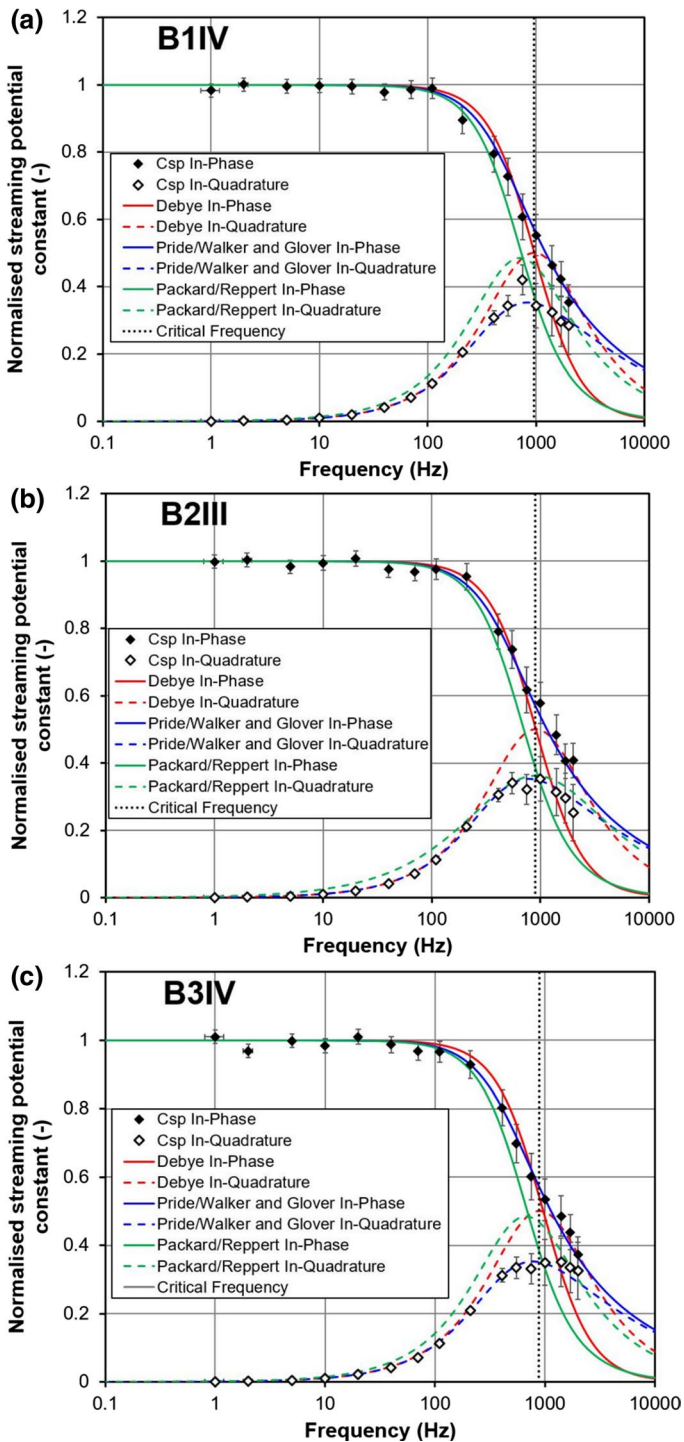 (a)
B1IV
Normalised streaming potential
constant (-)
1.2
1
0.8
0.6
0.4
0.2
0
Csp In-Phase
Csp In-Quadrature
Debye In-Phase
Debye In-Quadrature
Pride/Walker and Glover In-Phase
Pride/Walker and Glover In-Quadrature
Packard/Reppert In-Phase
Packard/Reppert In-Quadrature
Critical Frequency
0.1 1 10 100 1000 10000
Frequency (Hz)
(b)
B2III
Normalised streaming potential
constant (-)
1.2
1
0.8
0.6
0.4
0.2
0
Csp In-Phase
Csp In-Quadrature
Debye In-Phase
Debye In-Quadrature
Pride/Walker and Glover In-Phase
Pride/Walker and Glover In-Quadrature
Packard/Reppert In-Phase
Packard/Reppert In-Quadrature
Critical Frequency
0.1 1 10 100 1000 10000
Frequency (Hz)
(c)
B3IV
Normalised streaming potential
constant (-)
1.2
1
0.8
0.6
0.4
0.2
0
Csp In-Phase
Csp In-Quadrature
Debye In-Phase
Debye In-Quadrature
Pride/Walker and Glover In-Phase
Pride/Walker and Glover In-Quadrature
Packard/Reppert In-Phase
Packard/Reppert In-Quadrature
Critical Frequency
0.1 1 10 100 1000 10000
Frequency (Hz)